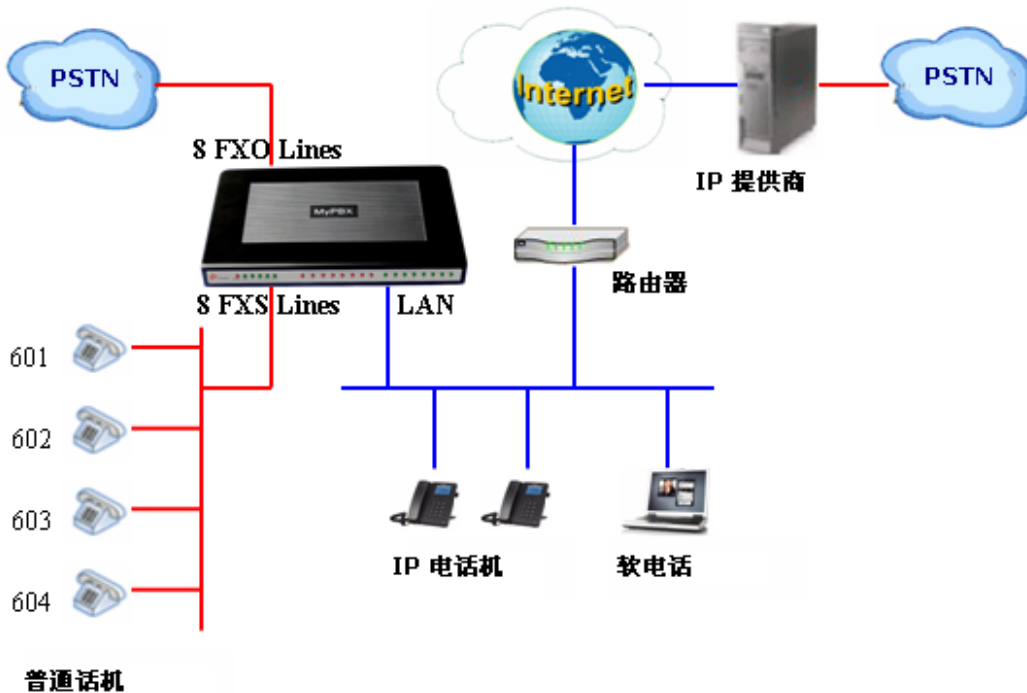 PSTN
Internet
PSTN
8 FXO Lines
IP 提供商
MyPBX
路由器
8 FXS Lines
LAN
601
602
603
604
IP 电话机
软电话
普通话机